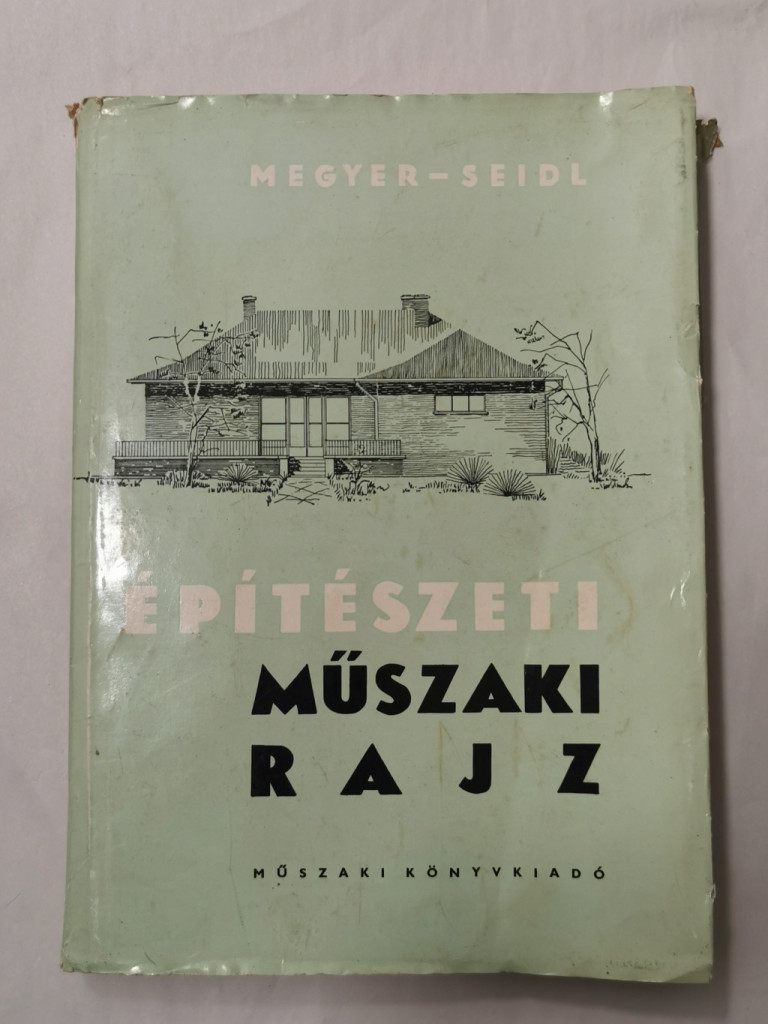 MEGYER–SEIDL
ÉPÍTÉSZETI
MŰSZAKI
RAJZ
MŰSZAKI KÖNYVKIADÓ